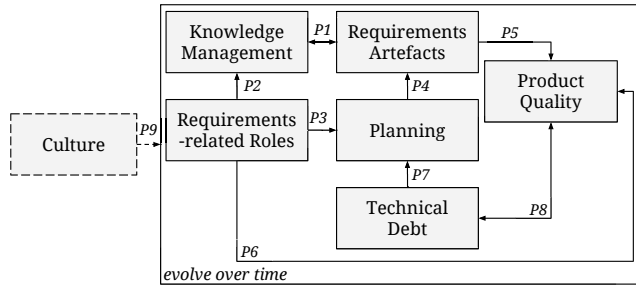 Knowledge
Management
P1
Requirements
Artefacts
P5
Product
Quality
P2
P4
P9
Culture
Requirements
-related Roles
P3
Planning
P7
Technical
Debt
P8
P6
evolve over time